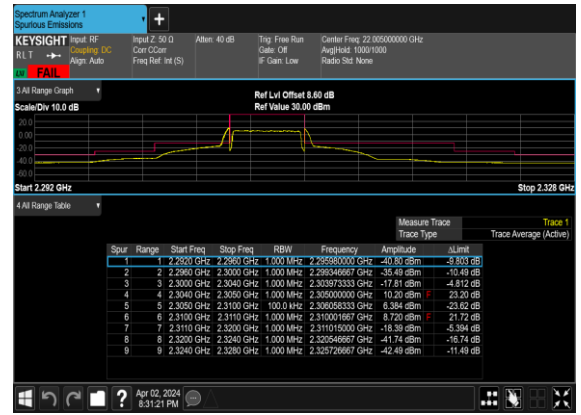 Spectrum Analyzer 1
Spurious Emissions
KEYSIGHT Input: RF Input Z: 50 Ω Atten: 40 dB Trig: Free Run Center Freq: 22.005000000 GHz
RLT Coupling: DC Corr CCorr Gate: Off Avg|Hold: 1000/1000
Align: Auto Freq Ref: Int (S) IF Gain: Low Radio Std: None
FAIL
3 All Range Graph
Ref Lvl Offset 8.60 dB
Scale/Div 10.0 dB Ref Value 30.00 dBm
20.0
0.00
-20.0
-40.0
-60.0
Start 2.292 GHz Stop 2.328 GHz
4 All Range Table
Measure Trace Trace 1
Trace Type Trace Average (Active)
Spur Range Start Freq Stop Freq RBW Frequency Amplitude ΔLimit
1 1 2.2920 GHz 2.2960 GHz 1.000 MHz 2.295980000 GHz -40.80 dBm -9.803 dB
2 2 2.2960 GHz 2.3000 GHz 1.000 MHz 2.299346667 GHz -35.49 dBm -10.49 dB
3 3 2.3000 GHz 2.3040 GHz 1.000 MHz 2.303973333 GHz -17.81 dBm -4.812 dB
4 4 2.3040 GHz 2.3050 GHz 1.000 MHz 2.305000000 GHz 10.20 dBm F 23.20 dB
5 5 2.3050 GHz 2.3100 GHz 100.0 kHz 2.306058333 GHz 6.384 dBm -23.62 dB
6 6 2.3100 GHz 2.3110 GHz 1.000 MHz 2.310001667 GHz 8.720 dBm F 21.72 dB
7 7 2.3110 GHz 2.3200 GHz 1.000 MHz 2.311015000 GHz -18.39 dBm -5.394 dB
8 8 2.3200 GHz 2.3240 GHz 1.000 MHz 2.320546667 GHz -41.74 dBm -16.74 dB
9 9 2.3240 GHz 2.3280 GHz 1.000 MHz 2.325726667 GHz -42.49 dBm -11.49 dB
Apr 02, 2024
8:31:21 PM